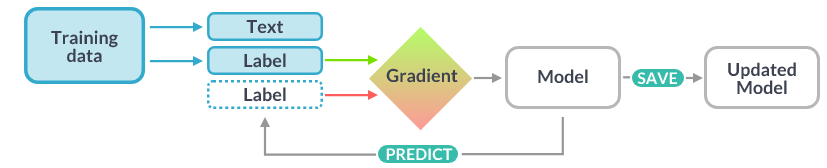 Training
data
Text
Label
Label
Gradient
Model
SAVE
Updated
Model
PREDICT